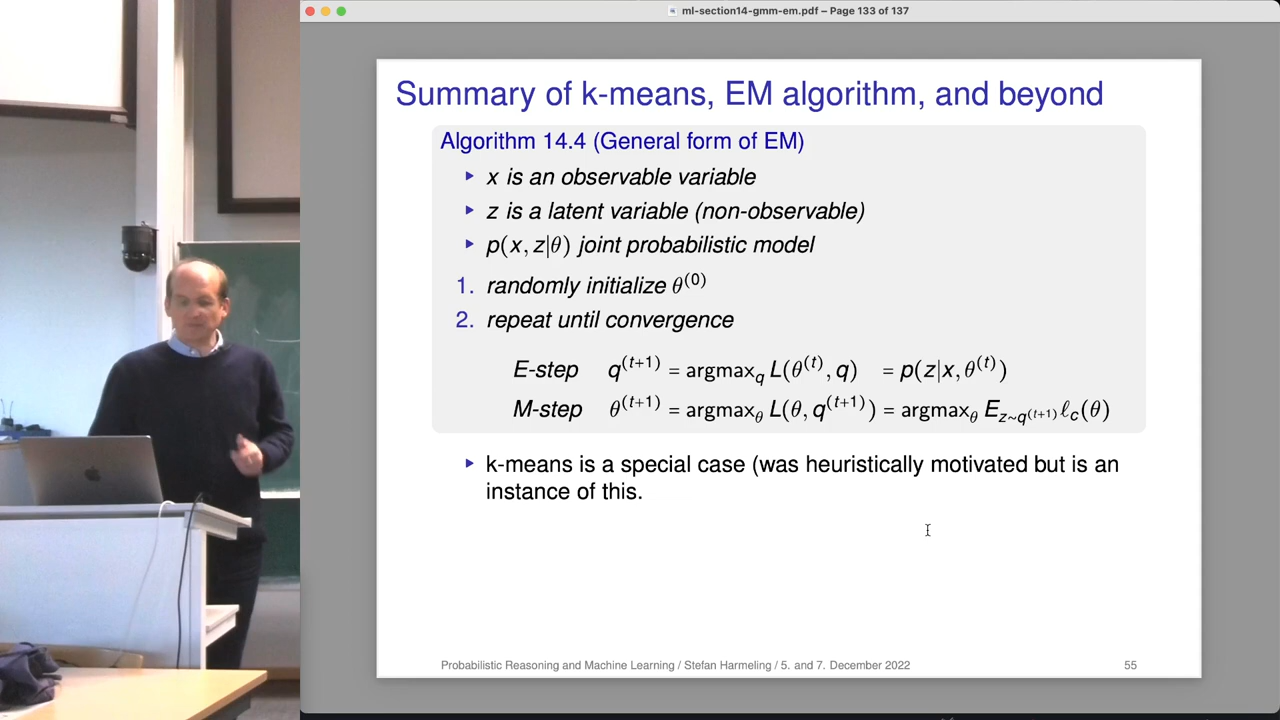 ml-section14-gmm-em.pdf – Page 133 of 137
Summary of k-means, EM algorithm, and beyond
Algorithm 14.4 (General form of EM)
▸ x is an observable variable
▸ z is a latent variable (non-observable)
▸ p(x, z|θ) joint probabilistic model
1. randomly initialize θ^(0)
2. repeat until convergence
E-step q^(t+1) = argmax_q L(θ^(t), q) = p(z|x, θ^(t))
M-step θ^(t+1) = argmax_θ L(θ, q^(t+1)) = argmax_θ E_{z∼q^(t+1)} ℓ_c(θ)
▸ k-means is a special case (was heuristically motivated but is an
instance of this.
Probabilistic Reasoning and Machine Learning / Stefan Harmeling / 5. and 7. December 2022 55